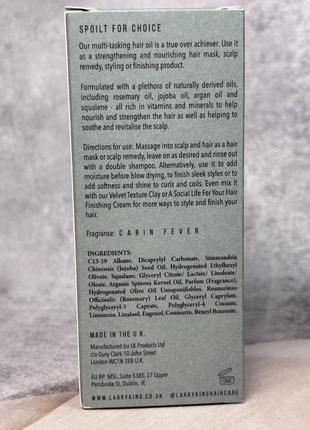 SPOILT FOR CHOICE
Our multi-tasking hair oil is a true over achiever. Use it
as a strengthening and nourishing hair mask, scalp
remedy, styling or finishing product.
Formulated with a plethora of naturally derived oils,
including rosemary oil, jojoba oil, argan oil and
squalene - all rich in vitamins and minerals to help
nourish and strengthen the hair as well as helping to
soothe and revitalise the scalp.
Directions for use: Massage into scalp and hair as a hair
mask or scalp remedy, leave on as desired and rinse out
with a double shampoo. Alternatively, use it to add
moisture before blow drying, to finish sleek styles or to
add softness and shine to curls and coils. Even mix it
with our Velvet Texture Clay or A Social Life For Your Hair
Finishing Cream for more ways to style and finish your
hair.
Fragrance: CABIN FEVER
INGREDIENTS:
C15-19 Alkane, Dicaprylyl Carbonate, Simmondsia
Chinensis (Jojoba) Seed Oil, Hydrogenated Ethylhexyl
Olivate, Squalane, Glyceryl Citrate/ Lactate/ Linoleate/
Oleate, Argania Spinosa Kernel Oil, Parfum (Fragrance),
Hydrogenated Olive Oil Unsaponifiables, Rosmarinus
Officinalis (Rosemary) Leaf Oil, Glyceryl Caprylate,
Polyglyceryl-3 Caprate, Polyglyceryl-4 Cocoate,
Limonene, Linalool, Eugenol, Coumarin, Benzyl Benzoate.
MADE IN THE U.K.
Manufactured for LK Products Ltd
c/o Oury Clark 10 John Street
London WC1N 2EB U.K.
EU RP: MSL, Suite 5385, 27 Upper
Pembroke St, Dublin, IE
12M
WWW.LARRYKING.CO.UK @LARRYKINGHAIRCARE